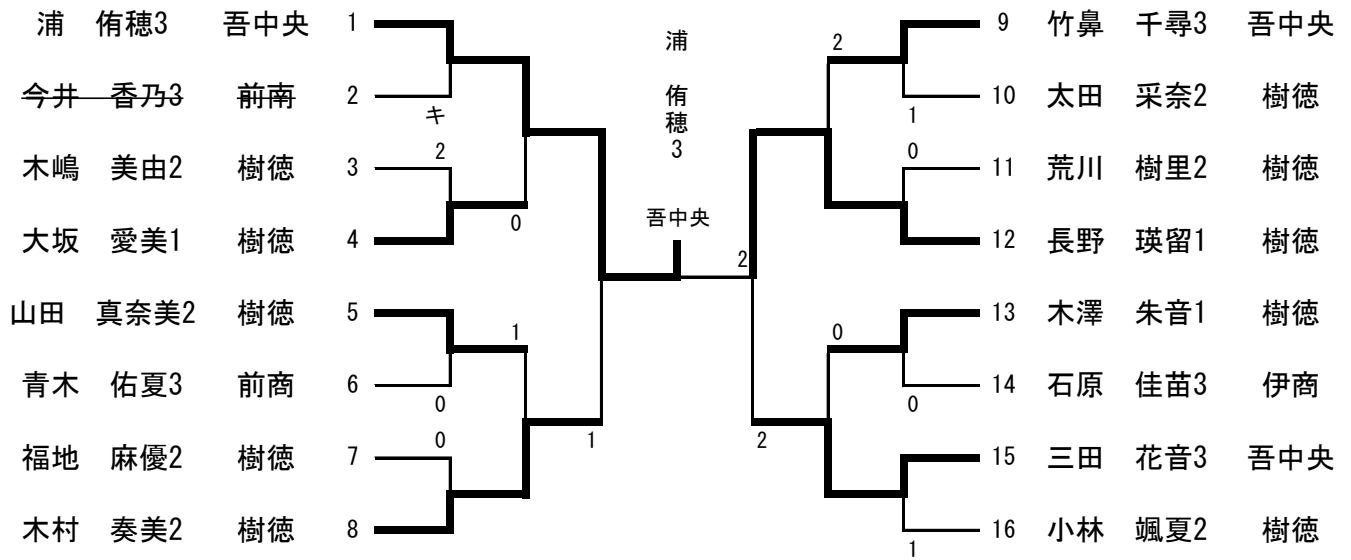 浦　侑穂3　吾中央　1
今井　香乃3　前南　2
キ
木嶋　美由2　樹徳　3
2
大坂　愛美1　樹徳　4
0
山田　真奈美2　樹徳　5
1
青木　佑夏3　前商　6
0
福地　麻優2　樹徳　7
0
1
木村　奏美2　樹徳　8
浦　侑穂3
吾中央
2
9　竹鼻　千尋3　吾中央
2
10　太田　采奈2　樹徳
1
11　荒川　樹里2　樹徳
0
12　長野　瑛留1　樹徳
13　木澤　朱音1　樹徳
0
14　石原　佳苗3　伊商
0
15　三田　花音3　吾中央
2
16　小林　颯夏2　樹徳
1